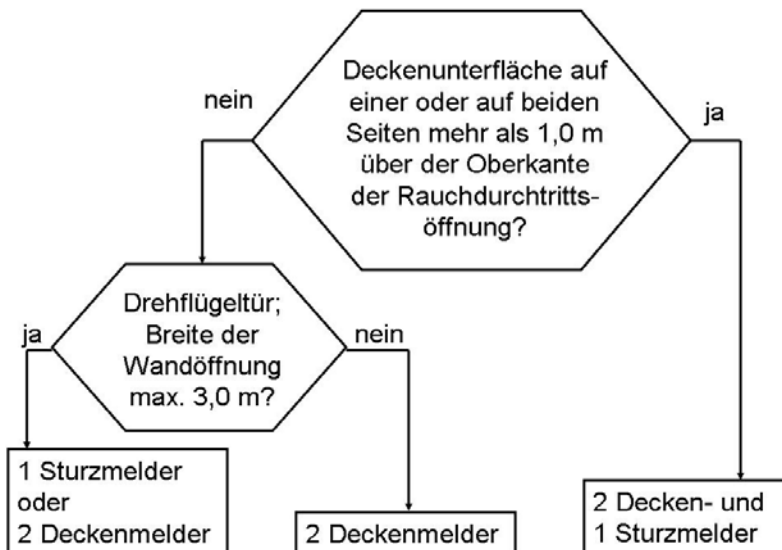 Deckenunterfläche auf
einer oder auf beiden
Seiten mehr als 1,0 m
über der Oberkante
der Rauchdurchtritts-
öffnung?
nein
ja
Drehflügeltür;
Breite der
Wandöffnung
max. 3,0 m?
ja
nein
1 Sturzmelder
oder
2 Deckenmelder
2 Deckenmelder
2 Decken- und
1 Sturzmelder